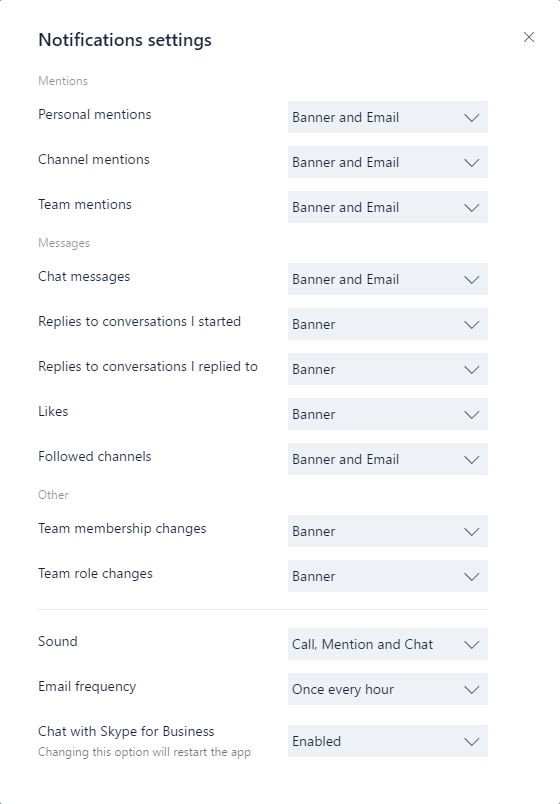 Notifications settings
Mentions
Personal mentions Banner and Email
Channel mentions Banner and Email
Team mentions Banner and Email
Messages
Chat messages Banner and Email
Replies to conversations I started Banner
Replies to conversations I replied to Banner
Likes Banner
Followed channels Banner and Email
Other
Team membership changes Banner
Team role changes Banner
Sound Call, Mention and Chat
Email frequency Once every hour
Chat with Skype for Business Enabled
Changing this option will restart the app